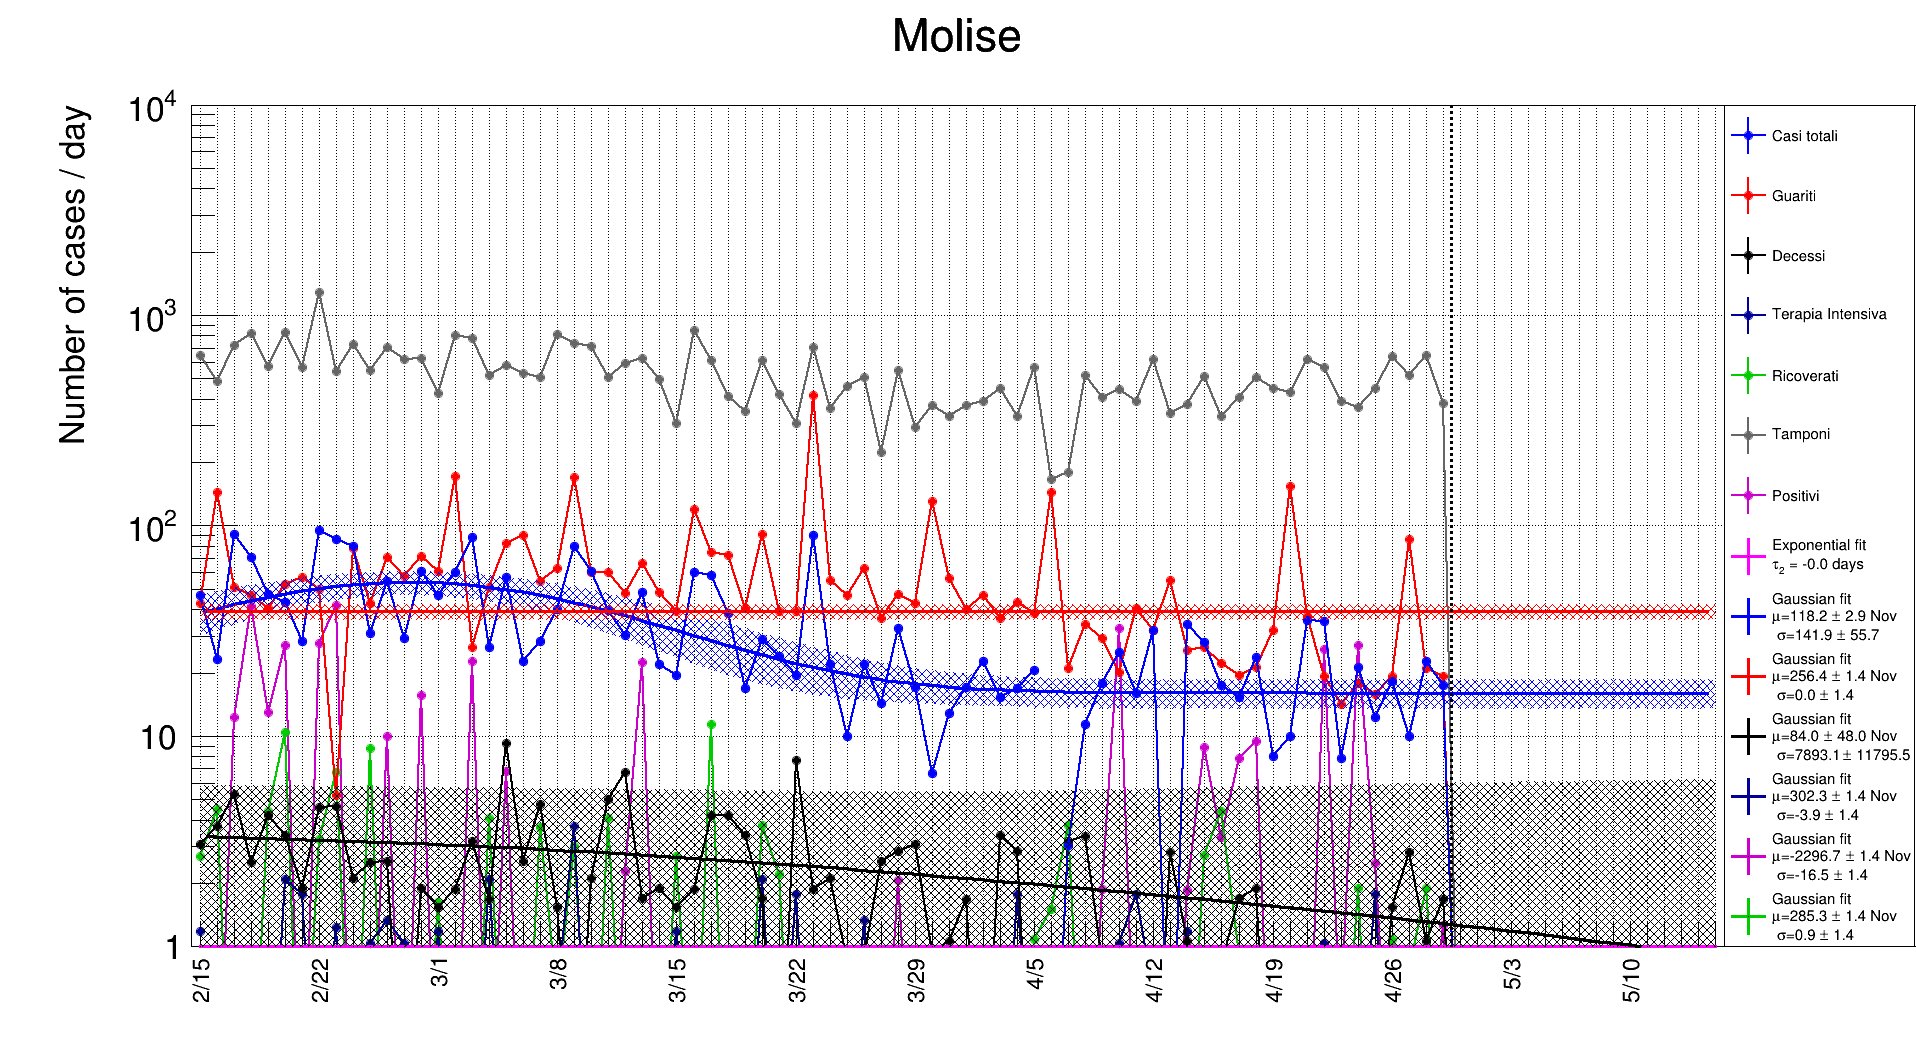 Molise
Number of cases / day
10^4
10^3
10^2
10
1
2/15
2/22
3/1
3/8
3/15
3/22
3/29
4/5
4/12
4/19
4/26
5/3
5/10
Casi totali
Guariti
Decessi
Terapia Intensiva
Ricoverati
Tamponi
Positivi
Exponential fit
τ₂ = -0.0 days
Gaussian fit
μ=118.2 ± 2.9 Nov
σ=141.9 ± 55.7
Gaussian fit
μ=256.4 ± 1.4 Nov
σ=0.0 ± 1.4
Gaussian fit
μ=84.0 ± 48.0 Nov
σ=7893.1 ± 11795.5
Gaussian fit
μ=302.3 ± 1.4 Nov
σ=-3.9 ± 1.4
Gaussian fit
μ=-2296.7 ± 1.4 Nov
σ=-16.5 ± 1.4
Gaussian fit
μ=285.3 ± 1.4 Nov
σ=0.9 ± 1.4